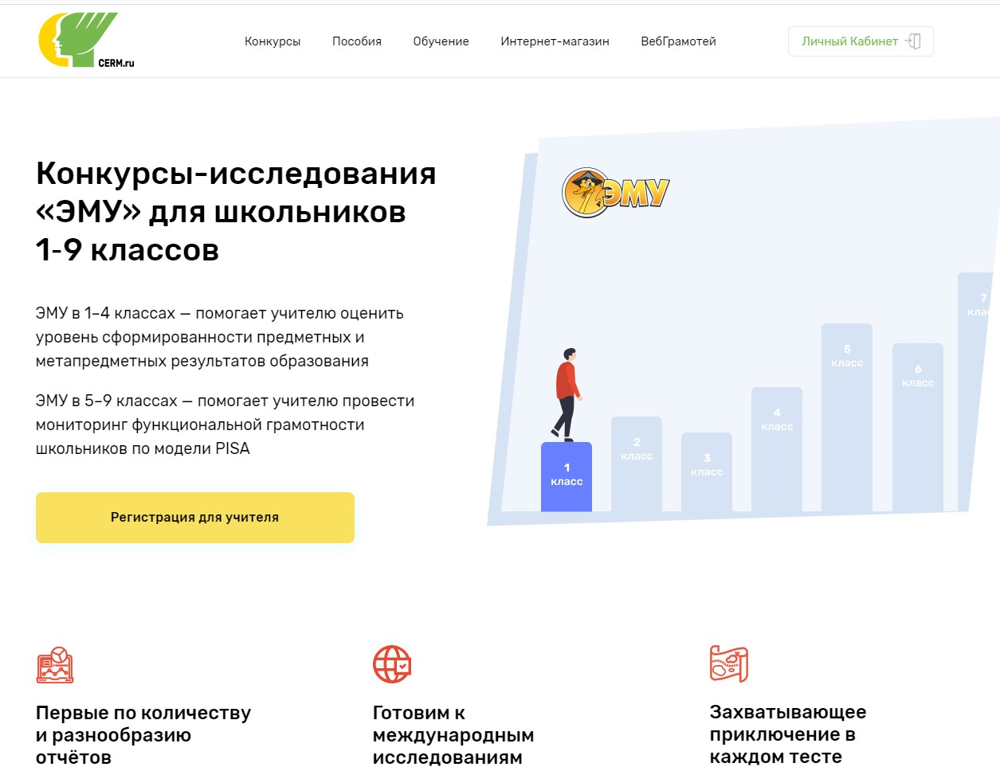 CERM.ru
Конкурсы
Пособия
Обучение
Интернет-магазин
ВебГрамотей
Личный Кабинет
Конкурсы-исследования
«ЭМУ» для школьников
1-9 классов
ЭМУ в 1–4 классах — помогает учителю оценить
уровень сформированности предметных и
метапредметных результатов образования
ЭМУ в 5–9 классах — помогает учителю провести
мониторинг функциональной грамотности
школьников по модели PISA
Регистрация для учителя
ЭМУ
1
класс
2
класс
3
класс
4
класс
5
класс
6
класс
7
Первые по количеству
и разнообразию
отчётов
Готовим к
международным
исследованиям
Захватывающее
приключение в
каждом тесте